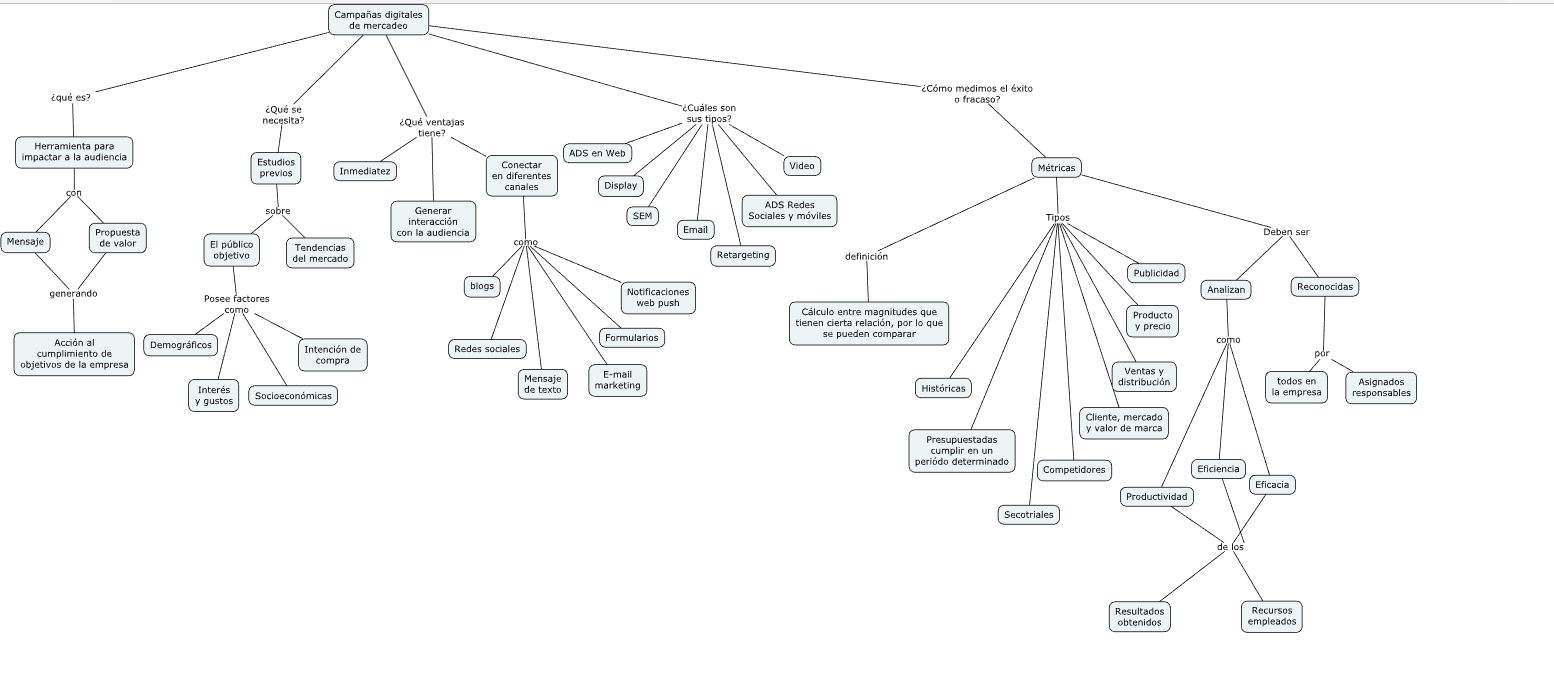 Campañas digitales
de mercadeo
¿qué es?
Herramienta para
impactar a la audiencia
con
Mensaje
Propuesta
de valor
generando
Acción al
cumplimiento de
objetivos de la empresa
¿Qué se
necesita?
Estudios
previos
sobre
El público
objetivo
Tendencias
del mercado
Posee factores
como
Demográficos
Interés
y gustos
Socioeconómicas
Intención de
compra
¿Qué ventajas
tiene?
Inmediatez
Generar
interacción
con la audiencia
Conectar
en diferentes
canales
como
blogs
Redes sociales
Mensaje
de texto
E-mail
marketing
Formularios
Notificaciones
web push
¿Cuáles son
sus tipos?
ADS en Web
Display
SEM
Email
Retargeting
ADS Redes
Sociales y móviles
Video
¿Cómo medimos el éxito
o fracaso?
Métricas
definición
Cálculo entre magnitudes que
tienen cierta relación, por lo que
se pueden comparar
Tipos
Históricas
Presupuestadas
cumplir en un
periódo determinado
Secotriales
Competidores
Cliente, mercado
y valor de marca
Ventas y
distribución
Producto
y precio
Publicidad
Deben ser
Analizan
como
Productividad
Eficiencia
Eficacia
de los
Resultados
obtenidos
Recursos
empleados
Reconocidas
por
todos en
la empresa
Asignados
responsables